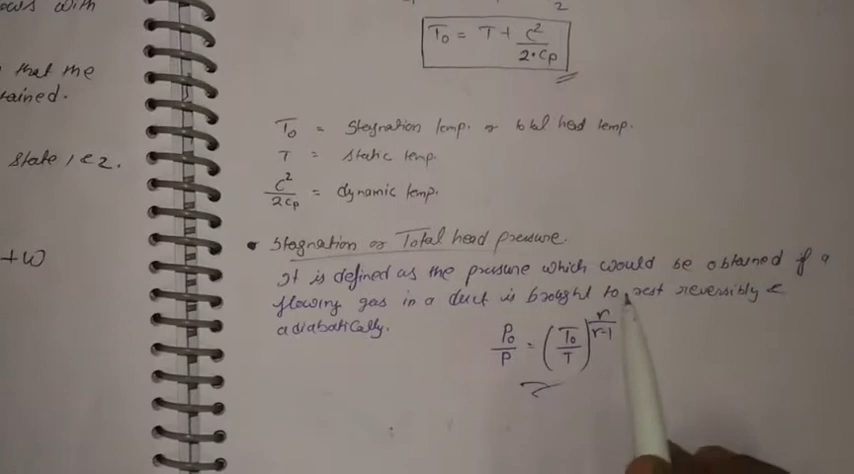 with
that the
tained.
State 1 & 2.
+W
2
T₀ = T + C²/2·Cp
T₀ = Stagnation temp. or total head temp.
T = static temp.
C²/2Cp = dynamic temp.
• Stagnation or Total head pressure.
It is defined as the pressure which would be obtained if a
flowing gas in a duct is brought to rest reversibly &
adiabatically.
P₀/P = (T₀/T)^(r/r-1)